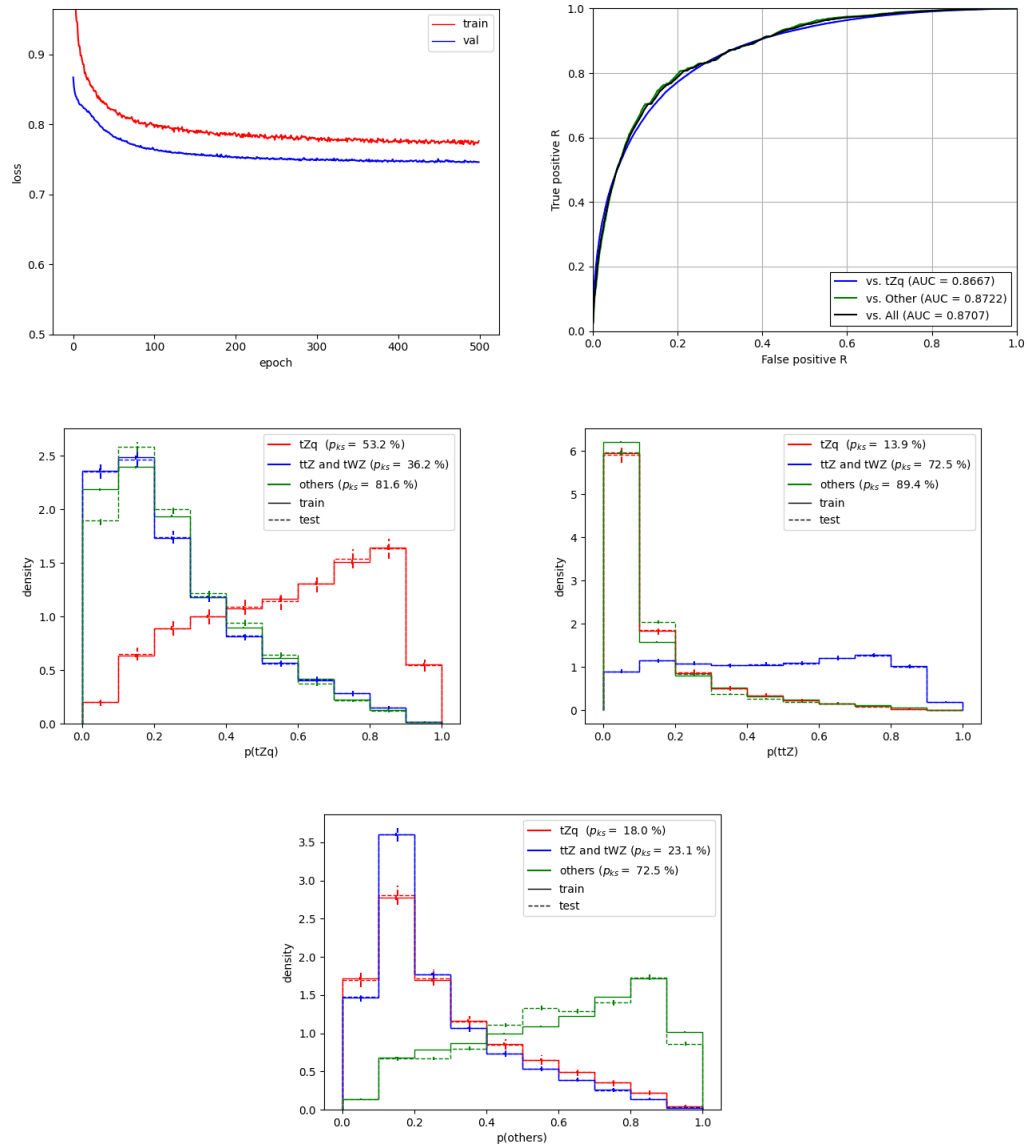 train
val
0.9
0.8
0.7
0.6
0.5
loss
0 100 200 300 400 500
epoch
1.0
0.8
0.6
0.4
0.2
0.0
True positive R
vs. tZq (AUC = 0.8667)
vs. Other (AUC = 0.8722)
vs. All (AUC = 0.8707)
0.0 0.2 0.4 0.6 0.8 1.0
False positive R
tZq (p_ks = 53.2 %)
ttZ and tWZ (p_ks = 36.2 %)
others (p_ks = 81.6 %)
train
test
2.5
2.0
1.5
1.0
0.5
0.0
density
0.0 0.2 0.4 0.6 0.8 1.0
p(tZq)
tZq (p_ks = 13.9 %)
ttZ and tWZ (p_ks = 72.5 %)
others (p_ks = 89.4 %)
train
test
6
5
4
3
2
1
0
density
0.0 0.2 0.4 0.6 0.8 1.0
p(ttZ)
tZq (p_ks = 18.0 %)
ttZ and tWZ (p_ks = 23.1 %)
others (p_ks = 72.5 %)
train
test
3.5
3.0
2.5
2.0
1.5
1.0
0.5
0.0
density
0.0 0.2 0.4 0.6 0.8 1.0
p(others)